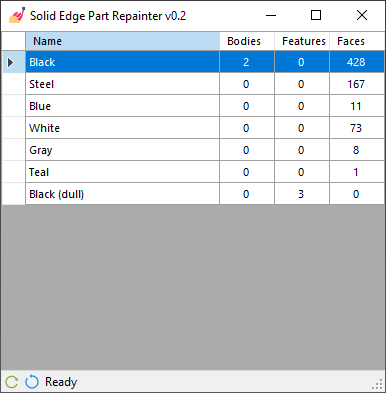 Solid Edge Part Repainter v0.2
Name Bodies Features Faces
Black 2 0 428
Steel 0 0 167
Blue 0 0 11
White 0 0 73
Gray 0 0 8
Teal 0 0 1
Black (dull) 0 3 0
Ready